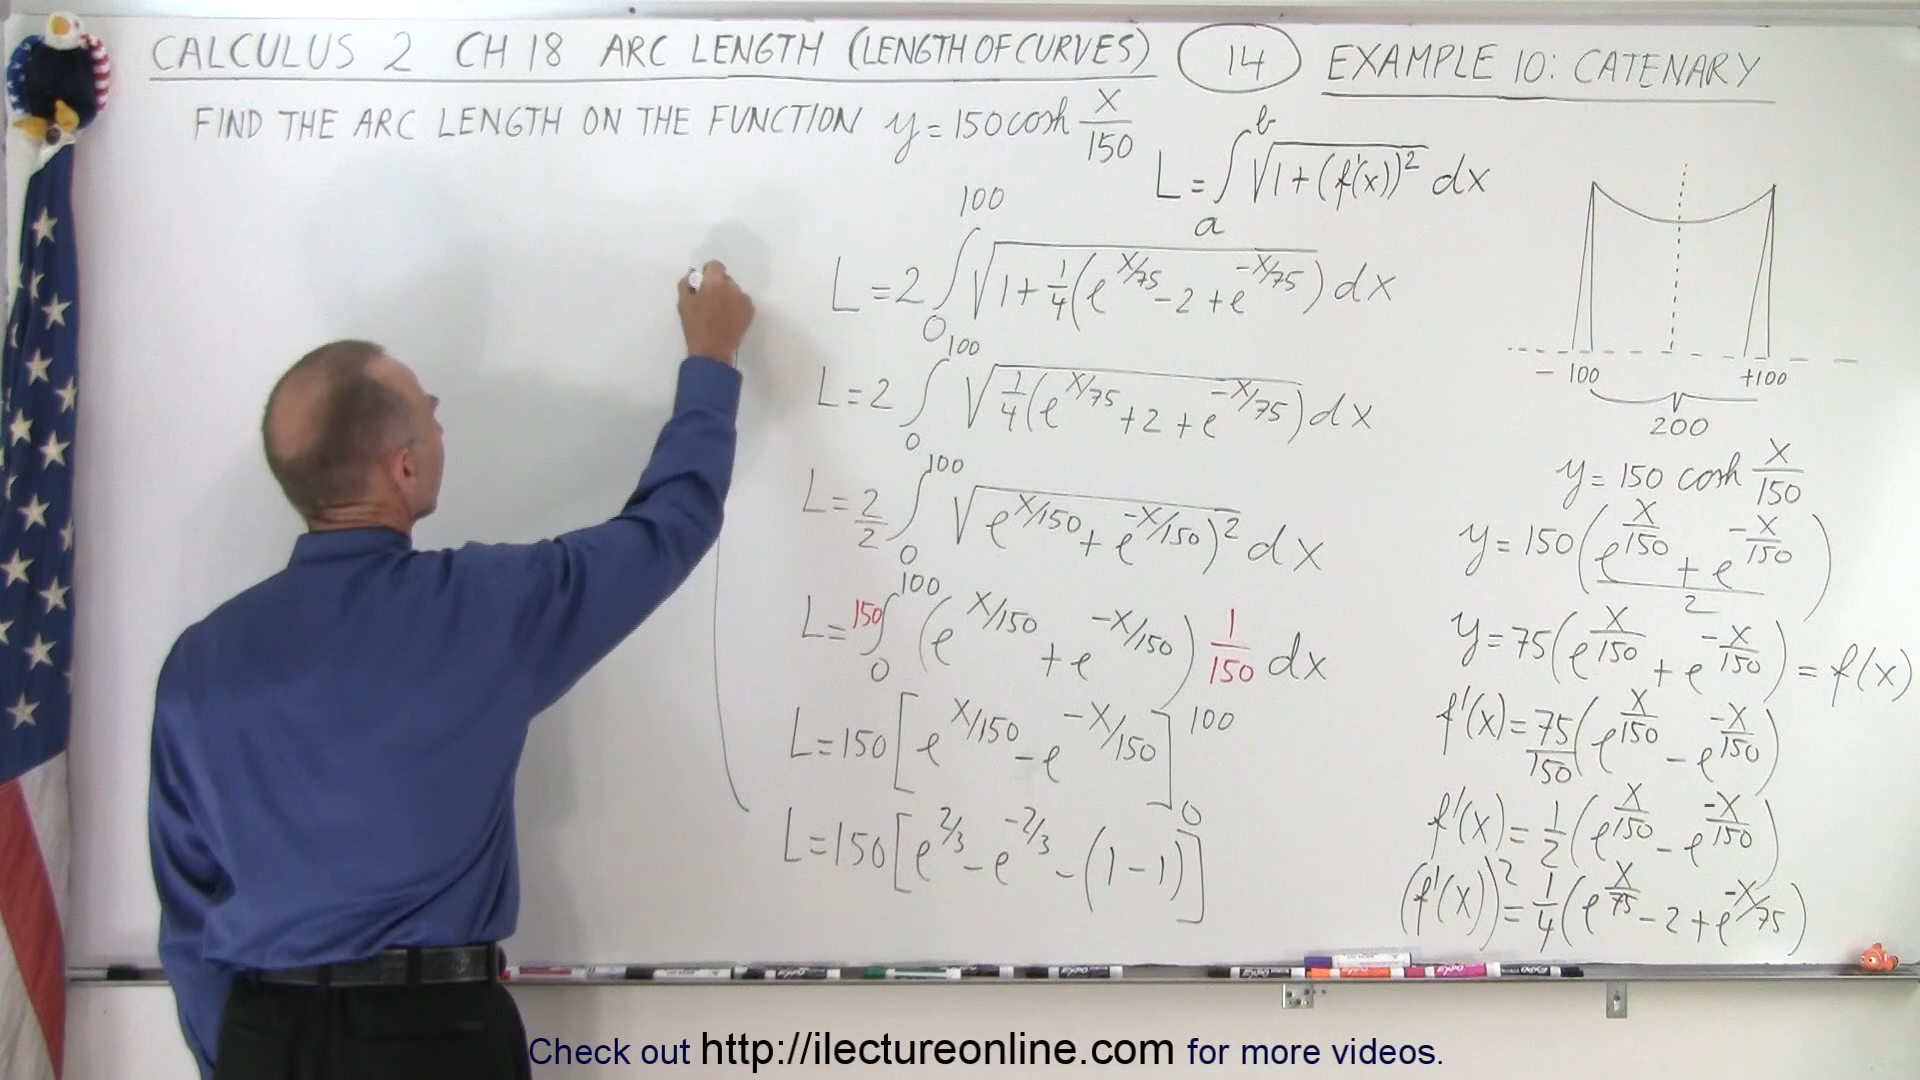 CALCULUS 2 CH 18 ARC LENGTH (LENGTH OF CURVES) 14 EXAMPLE 10: CATENARY
FIND THE ARC LENGTH ON THE FUNCTION y = 150 cosh x/150
L = ∫_a^b √(1 + (f'(x))²) dx
L = 2 ∫_0^100 √(1 + 1/4(e^(x/75) - 2 + e^(-x/75))) dx
L = 2 ∫_0^100 √(1/4(e^(x/75) + 2 + e^(-x/75))) dx
L = 2/2 ∫_0^100 √(e^(x/150) + e^(-x/150))² dx
L = 150 ∫_0^100 (e^(x/150) + e^(-x/150)) 1/150 dx
L = 150 [e^(x/150) - e^(-x/150)]_0^100
L = 150 [e^(2/3) - e^(-2/3) - (1 - 1)]
-100 +100
200
y = 150 cosh x/150
y = 150 ((e^(x/150) + e^(-x/150))/2)
y = 75 (e^(x/150) + e^(-x/150)) = f(x)
f'(x) = 75/150 (e^(x/150) - e^(-x/150))
f'(x) = 1/2 (e^(x/150) - e^(-x/150))
(f'(x))² = 1/4 (e^(x/75) - 2 + e^(-x/75))
Check out http://ilectureonline.com for more videos.